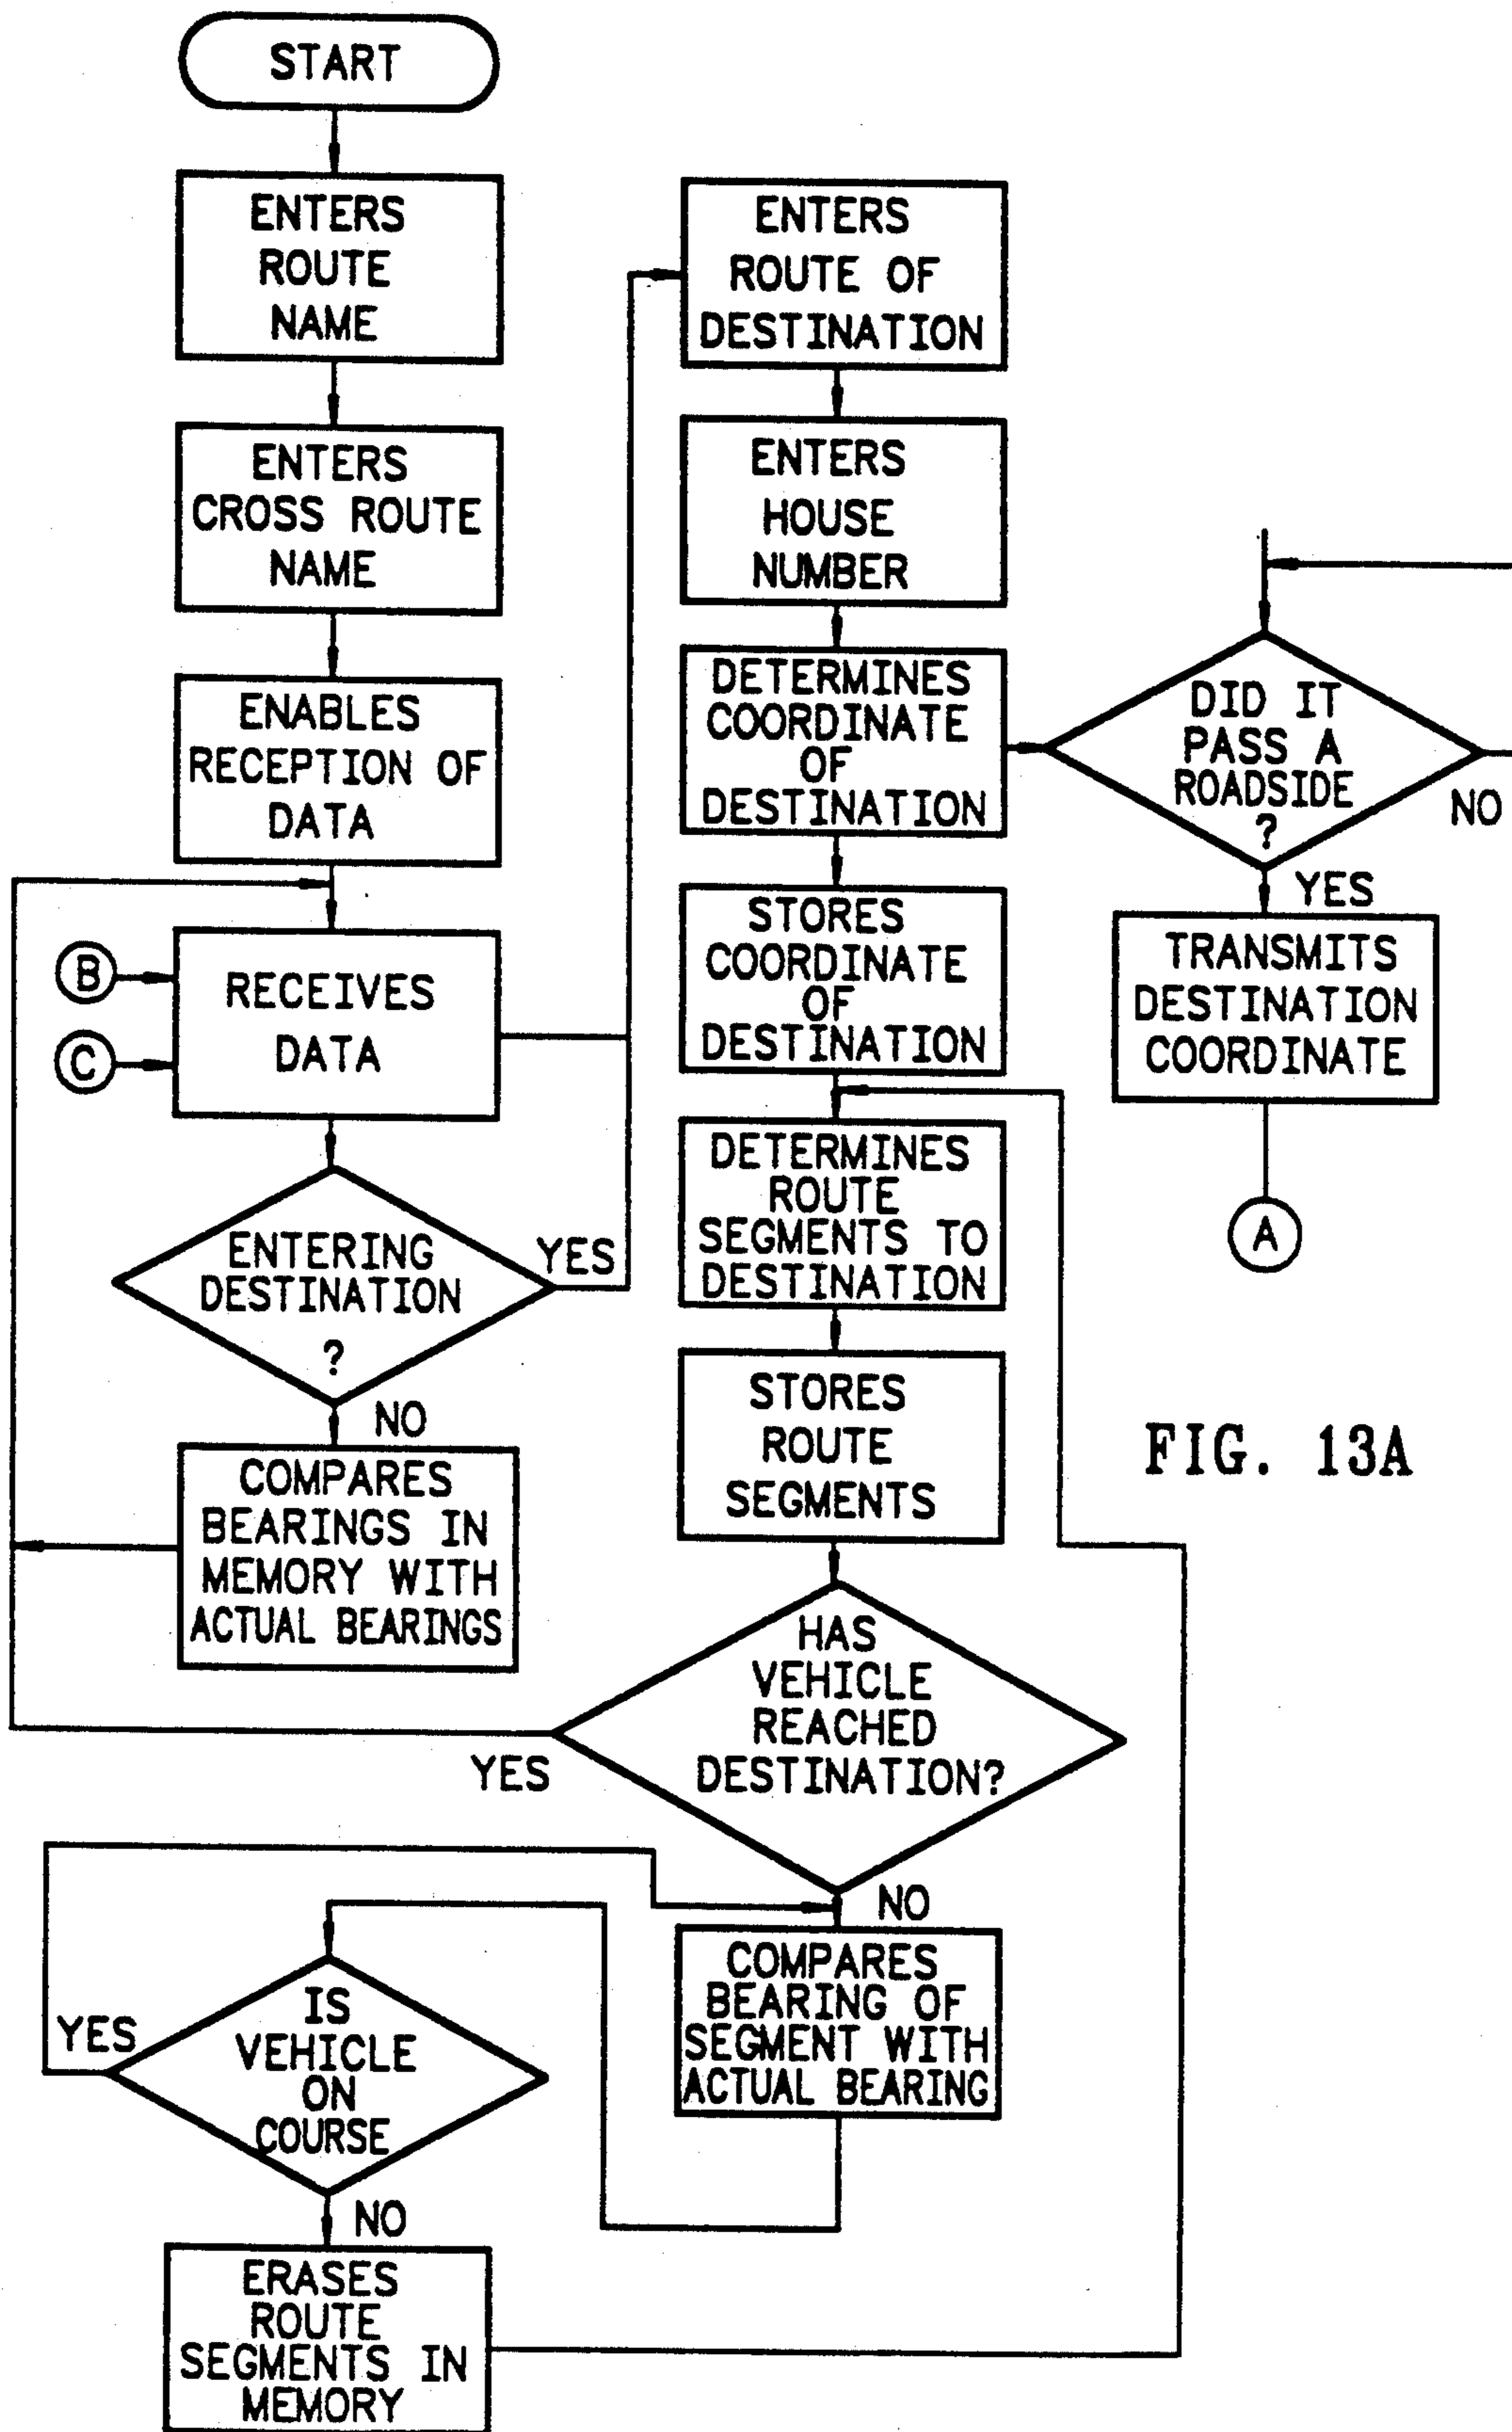 START
ENTERS
ROUTE
NAME
ENTERS
CROSS ROUTE
NAME
ENABLES
RECEPTION OF
DATA
B
C
RECEIVES
DATA
ENTERING
DESTINATION
?
YES
NO
COMPARES
BEARINGS IN
MEMORY WITH
ACTUAL BEARINGS
ENTERS
ROUTE OF
DESTINATION
ENTERS
HOUSE
NUMBER
DETERMINES
COORDINATE
OF
DESTINATION
STORES
COORDINATE
OF
DESTINATION
DETERMINES
ROUTE
SEGMENTS TO
DESTINATION
STORES
ROUTE
SEGMENTS
HAS
VEHICLE
REACHED
DESTINATION?
YES
NO
COMPARES
BEARING OF
SEGMENT WITH
ACTUAL BEARING
IS
VEHICLE
ON
COURSE
YES
NO
ERASES
ROUTE
SEGMENTS IN
MEMORY
DID IT
PASS A
ROADSIDE
?
NO
YES
TRANSMITS
DESTINATION
COORDINATE
A
FIG. 13A